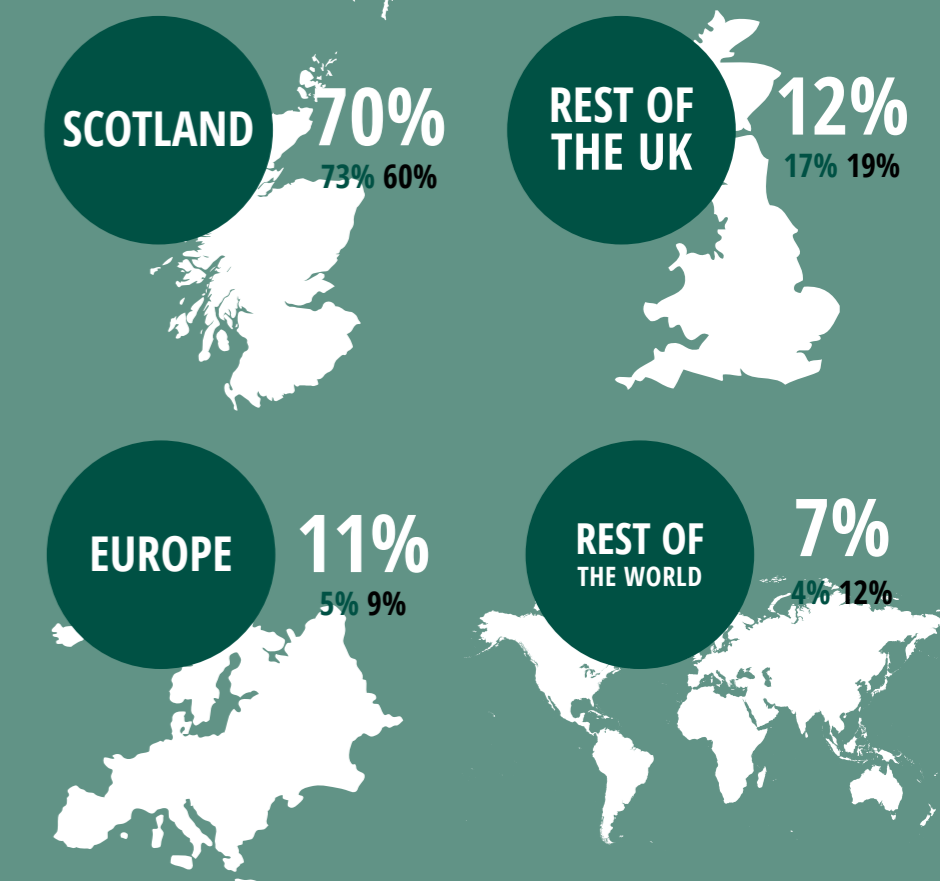 SCOTLAND
70%
73% 60%
REST OF
THE UK
12%
17% 19%
EUROPE
11%
5% 9%
REST OF
THE WORLD
7%
4% 12%